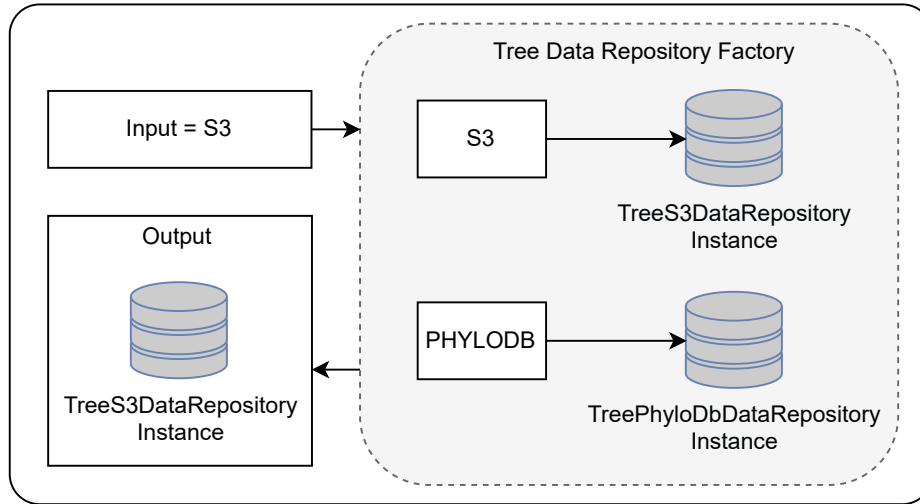 Tree Data Repository Factory
Input = S3
S3
TreeS3DataRepository
Instance
Output
TreeS3DataRepository
Instance
PHYLODB
TreePhyloDbDataRepository
Instance